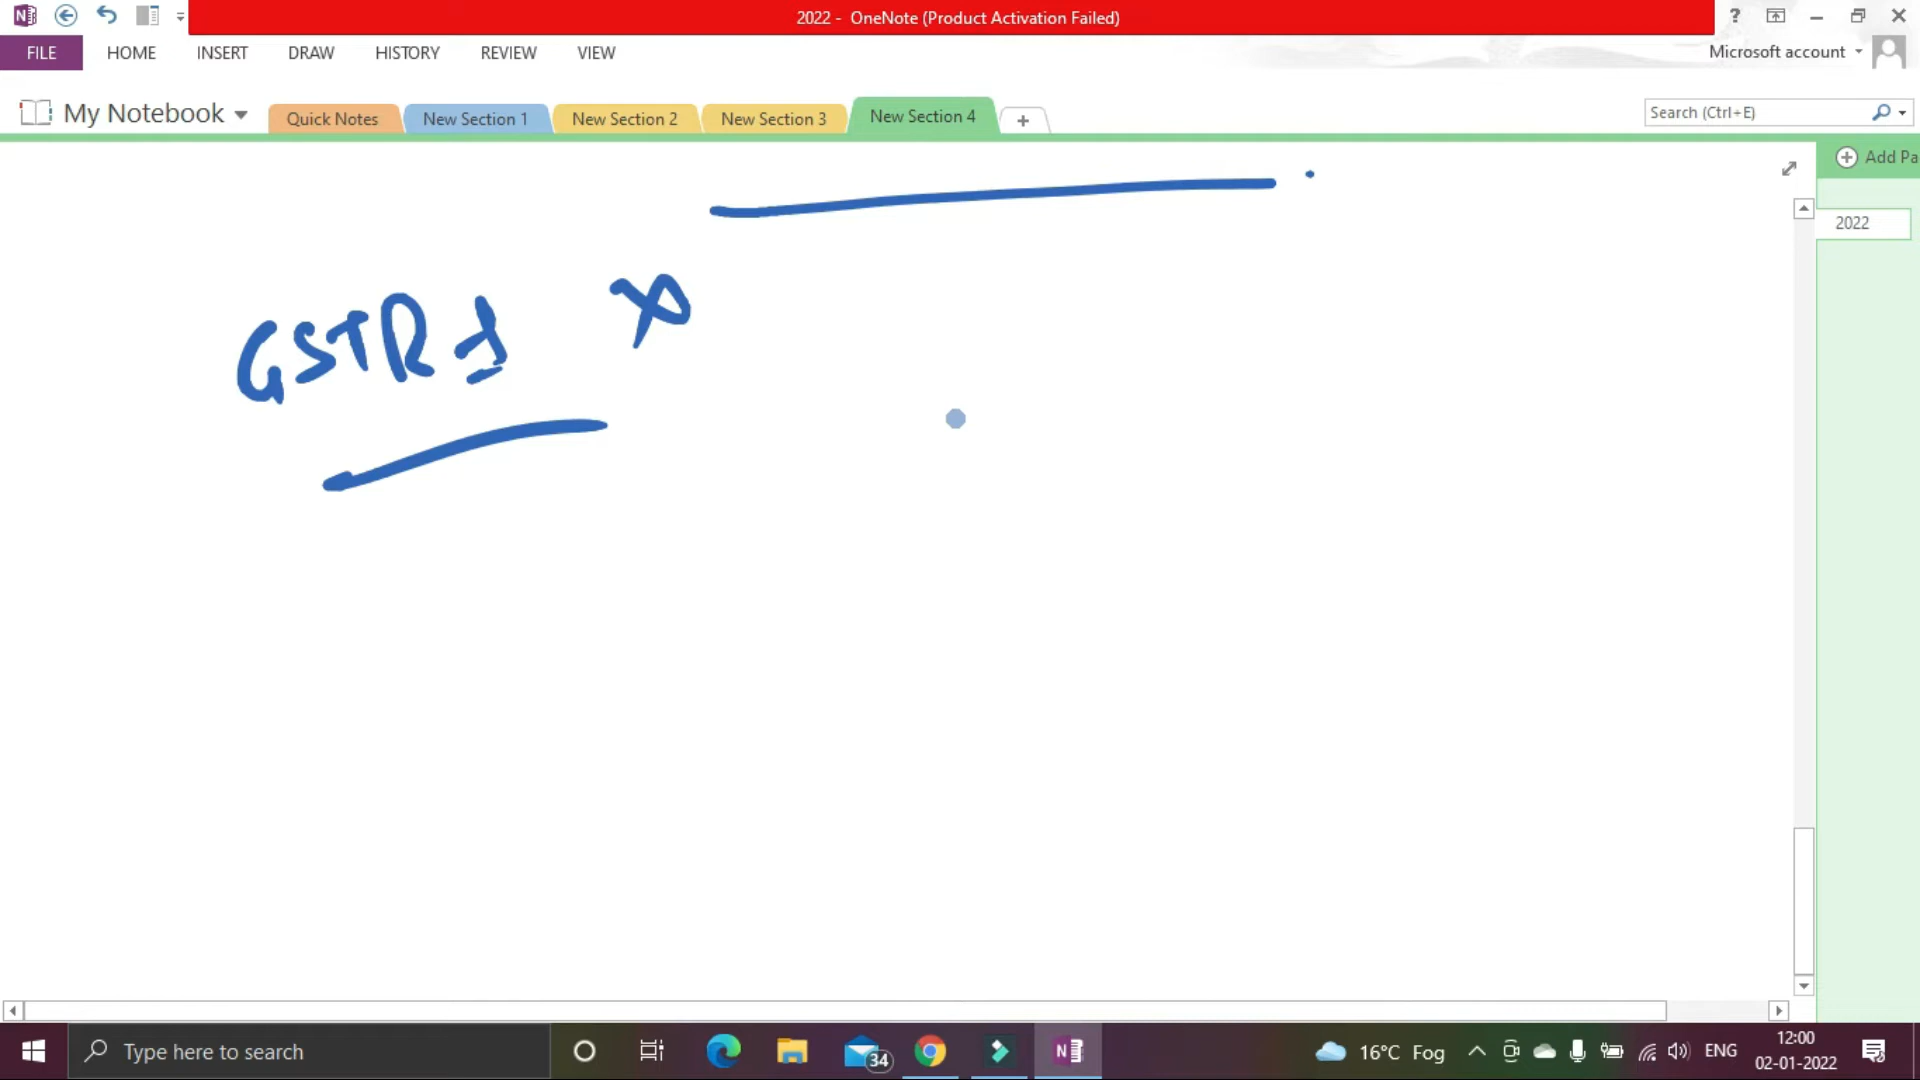 2022 - OneNote (Product Activation Failed)
?
FILE HOME INSERT DRAW HISTORY REVIEW VIEW
Microsoft account
My Notebook Quick Notes New Section 1 New Section 2 New Section 3 New Section 4 +
Search (Ctrl+E)
Add Pa
2022
GSTR 1 X
N
Type here to search
34
N
16°C Fog
ENG
12:00
02-01-2022